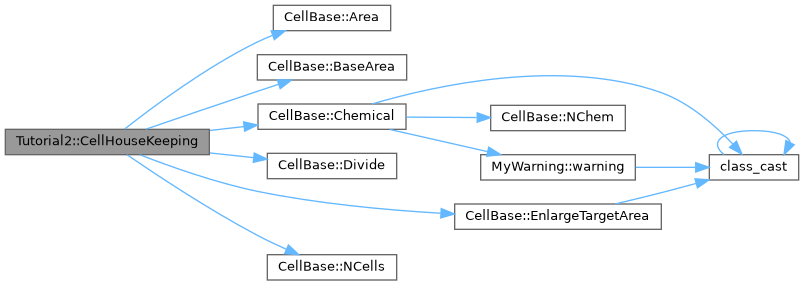 Tutorial2::CellHouseKeeping
CellBase::Area
CellBase::BaseArea
CellBase::Chemical
CellBase::Divide
CellBase::EnlargeTargetArea
CellBase::NCells
CellBase::NChem
MyWarning::warning
class_cast